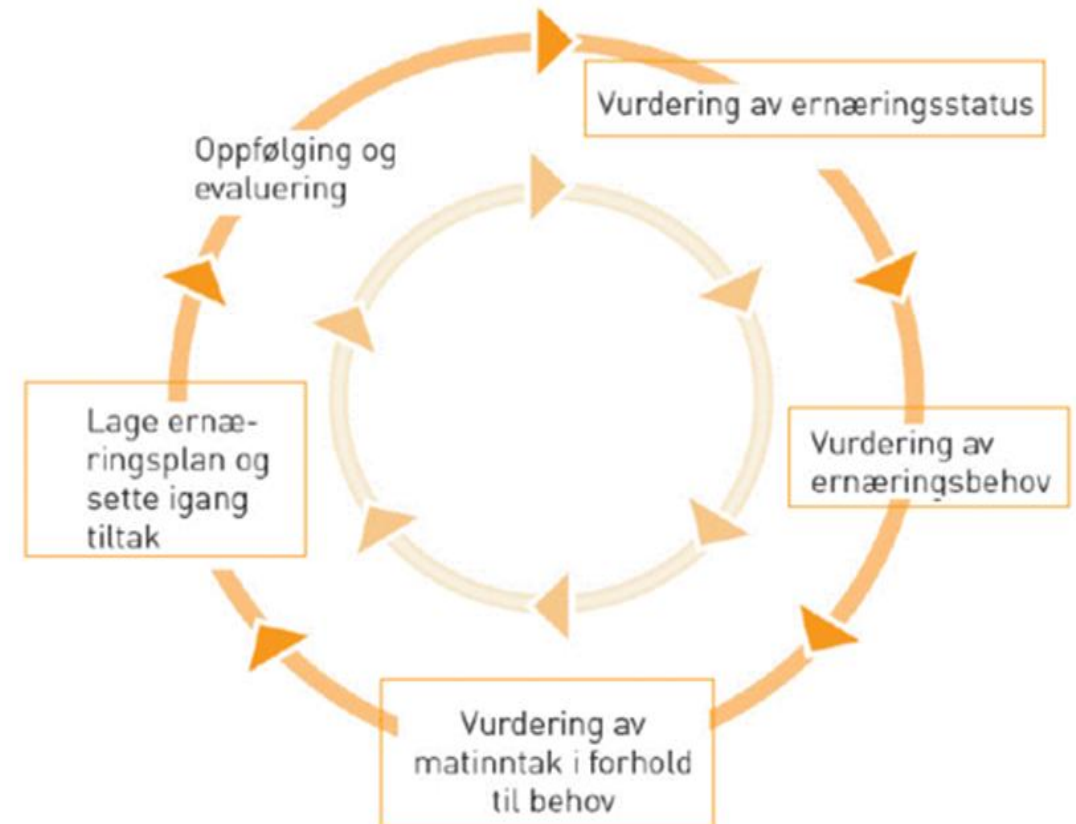 Vurdering av ernæringsstatus
Oppfølging og
evaluering
Vurdering av
ernæringsbehov
Lage ernæ-
ringsplan og
sette igang
tiltak
Vurdering av
matinntak i forhold
til behov